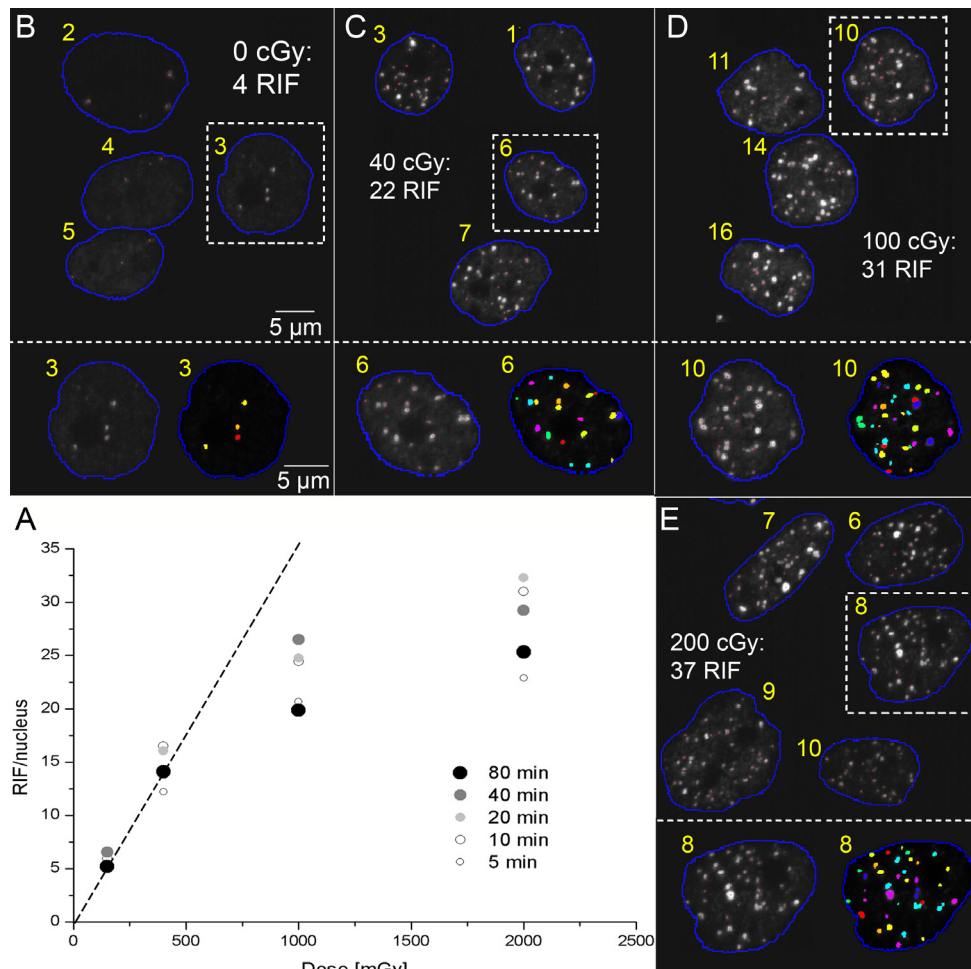 B
2
0 cGy:
4 RIF
4
3
5
5 μm
3
3
5 μm
C
3
1
40 cGy:
22 RIF
6
7
6
6
D
11
10
14
16
100 cGy:
31 RIF
10
10
A
RIF/nucleus
35
30
25
20
15
10
5
0
0
500
1000
1500
2000
2500
Dose [mGy]
80 min
40 min
20 min
10 min
5 min
E
7
6
8
200 cGy:
37 RIF
9
10
8
8